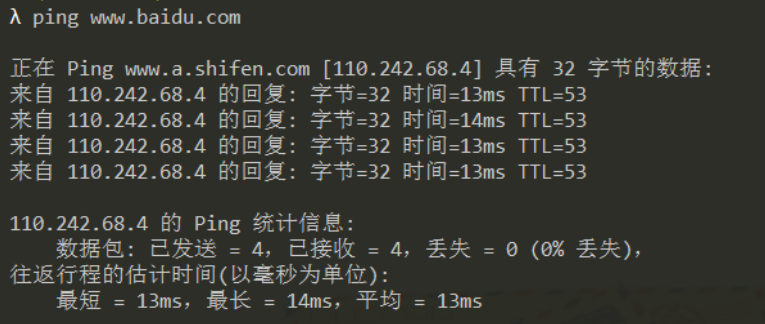 λ ping www.baidu.com
正在 Ping www.a.shifen.com [110.242.68.4] 具有 32 字节的数据:
来自 110.242.68.4 的回复: 字节=32 时间=13ms TTL=53
来自 110.242.68.4 的回复: 字节=32 时间=14ms TTL=53
来自 110.242.68.4 的回复: 字节=32 时间=13ms TTL=53
来自 110.242.68.4 的回复: 字节=32 时间=13ms TTL=53
110.242.68.4 的 Ping 统计信息:
数据包: 已发送 = 4，已接收 = 4，丢失 = 0 (0% 丢失)，
往返行程的估计时间(以毫秒为单位):
最短 = 13ms，最长 = 14ms，平均 = 13ms